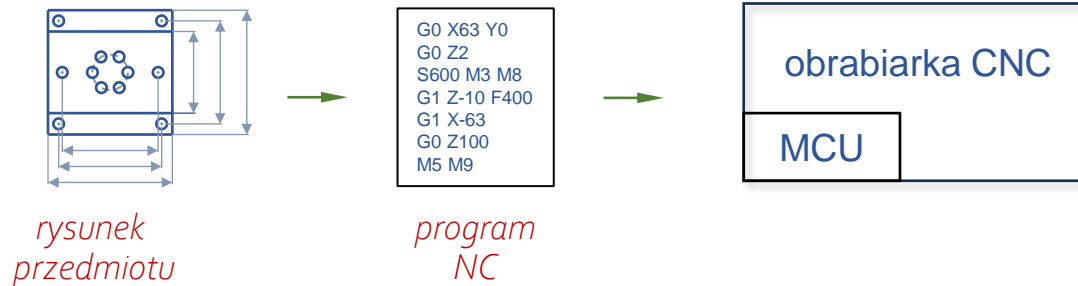 G0 X63 Y0
G0 Z2
S600 M3 M8
G1 Z-10 F400
G1 X-63
G0 Z100
M5 M9
obrabiarka CNC
MCU
rysunek
przedmiotu
program
NC